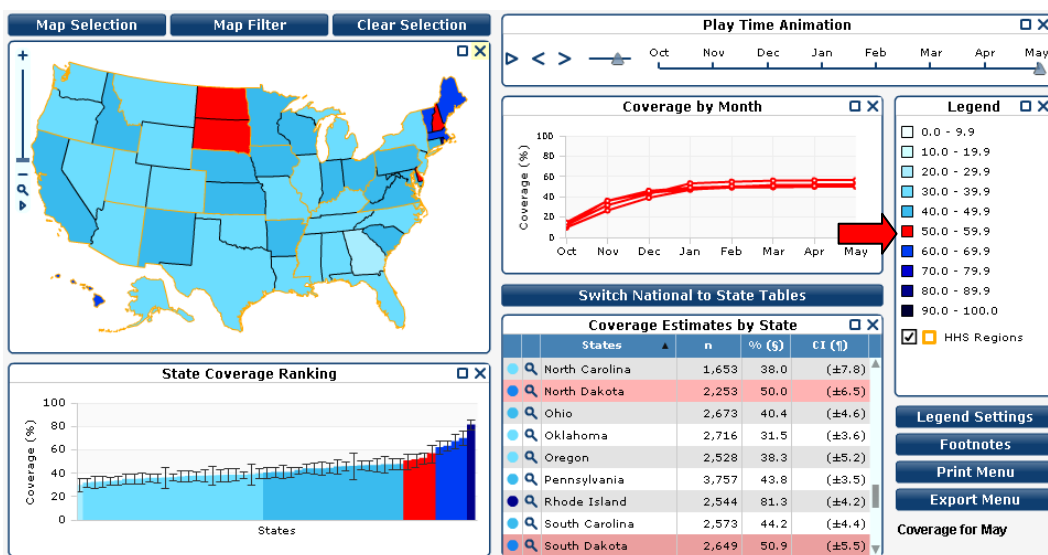 Map Selection Map Filter Clear Selection
Play Time Animation
Oct Nov Dec Jan Feb Mar Apr May
Coverage by Month
Coverage (%)
100
80
60
40
20
0
Oct Nov Dec Jan Feb Mar Apr May
Legend
0.0 - 9.9
10.0 - 19.9
20.0 - 29.9
30.0 - 39.9
40.0 - 49.9
50.0 - 59.9
60.0 - 69.9
70.0 - 79.9
80.0 - 89.9
90.0 - 100.0
HHS Regions
Switch National to State Tables
Coverage Estimates by State
States n % (§) CI (¶)
North Carolina 1,653 38.0 (±7.8)
North Dakota 2,253 50.0 (±6.5)
Ohio 2,673 40.4 (±4.6)
Oklahoma 2,716 31.5 (±3.6)
Oregon 2,528 38.3 (±5.2)
Pennsylvania 3,757 43.8 (±3.5)
Rhode Island 2,544 81.3 (±4.2)
South Carolina 2,573 44.2 (±4.4)
South Dakota 2,649 50.9 (±5.5)
State Coverage Ranking
Coverage (%)
100
80
60
40
20
0
States
Legend Settings
Footnotes
Print Menu
Export Menu
Coverage for May